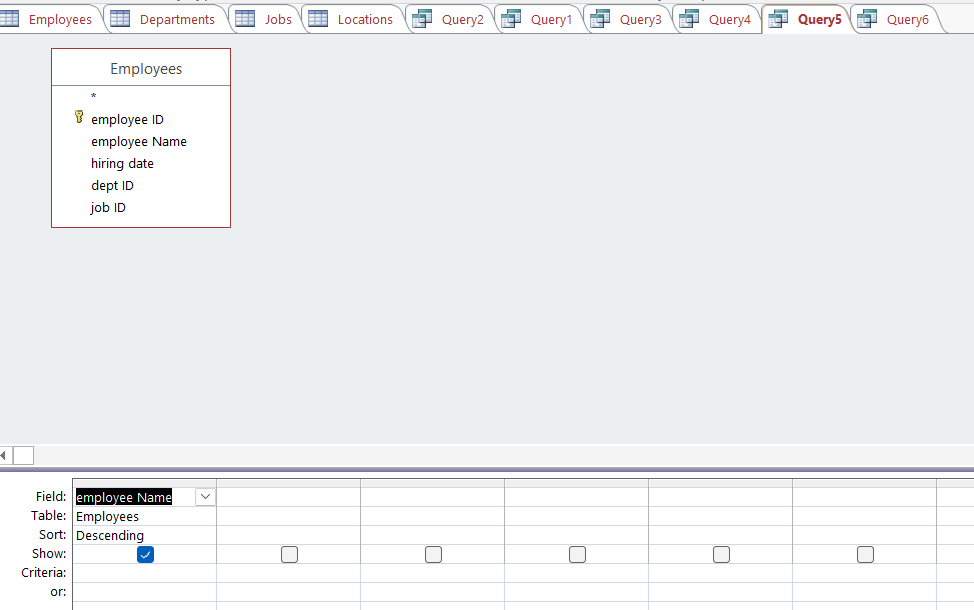 Employees Departments Jobs Locations Query2 Query1 Query3 Query4 Query5 Query6
Employees
*
employee ID
employee Name
hiring date
dept ID
job ID
Field: employee Name
Table: Employees
Sort: Descending
Show:
Criteria:
or: